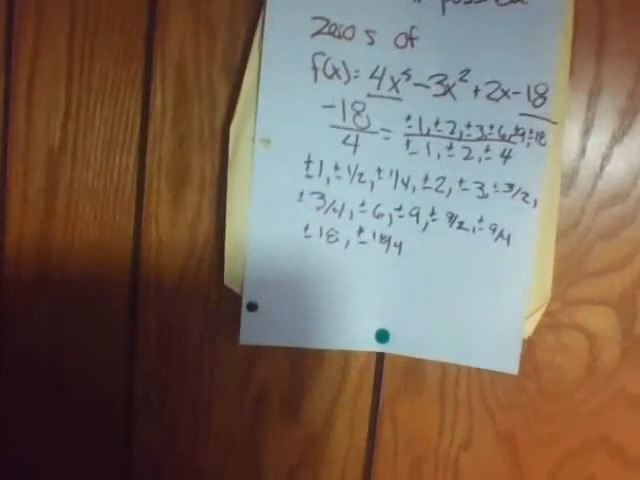 possible
Zeros of
f(x) = 4x⁵ - 3x² + 2x - 18
-18/4 = ±1, ±2, ±3, ±6, ±9, ±18 / ±1, ±2, ±4
±1, ±1/2, ±1/4, ±2, ±3, ±3/2,
±3/4, ±6, ±9, ±9/2, ±9/4
±18, ±18/4